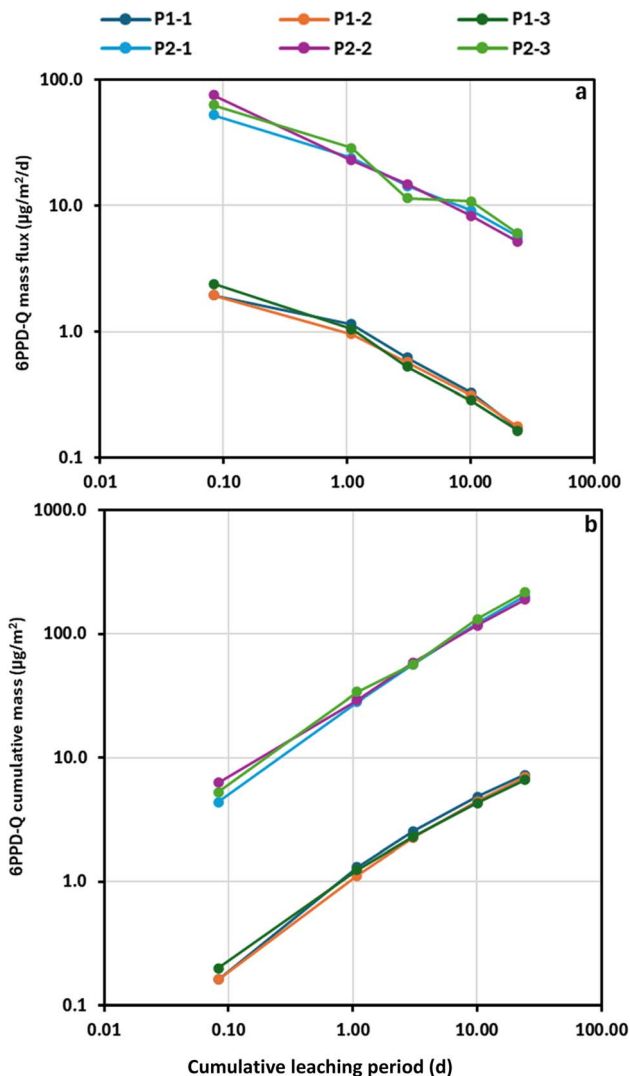 P1-1 P1-2 P1-3
P2-1 P2-2 P2-3
a
6PPD-Q mass flux (µg/m²/d)
100.0
10.0
1.0
0.1
0.01 0.10 1.00 10.00 100.00
b
6PPD-Q cumulative mass (µg/m²)
1000.0
100.0
10.0
1.0
0.1
0.01 0.10 1.00 10.00 100.00
Cumulative leaching period (d)